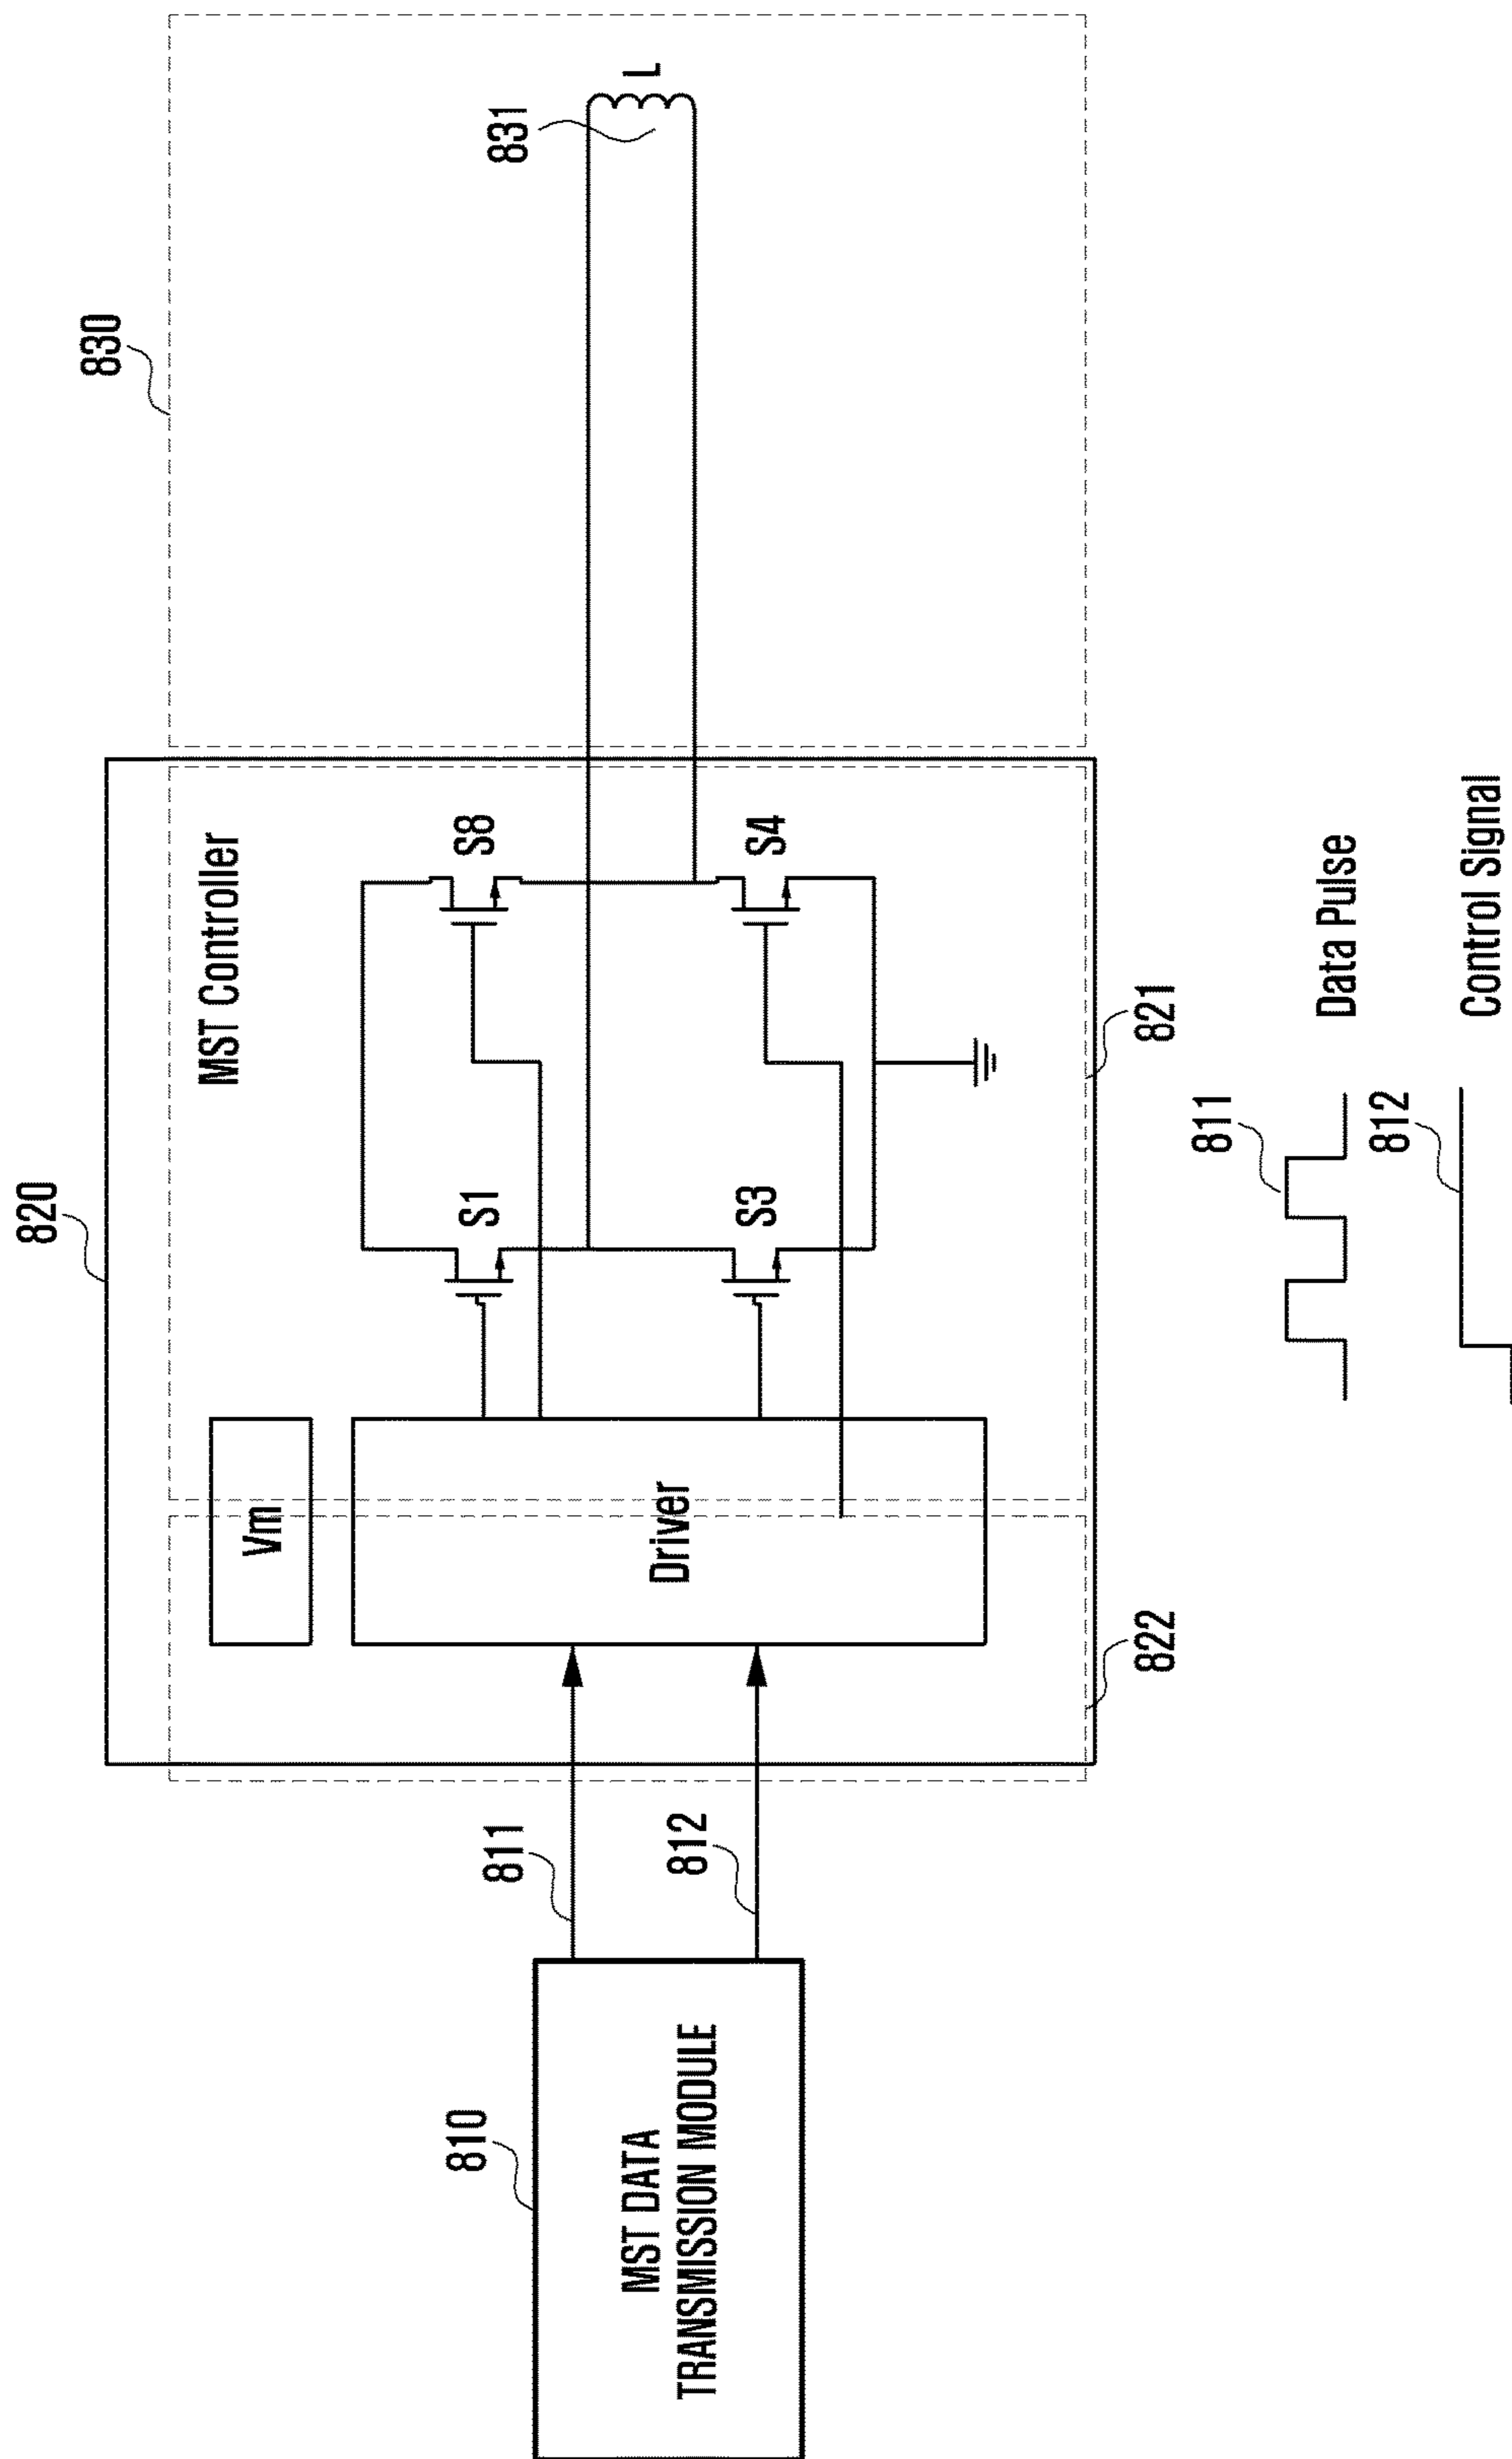 820
830
MST Controller
Vm
S1
S8
831
L
810
811
MST DATA
TRANSMISSION MODULE
Driver
812
S3
S4
822
821
811
Data Pulse
812
Control Signal